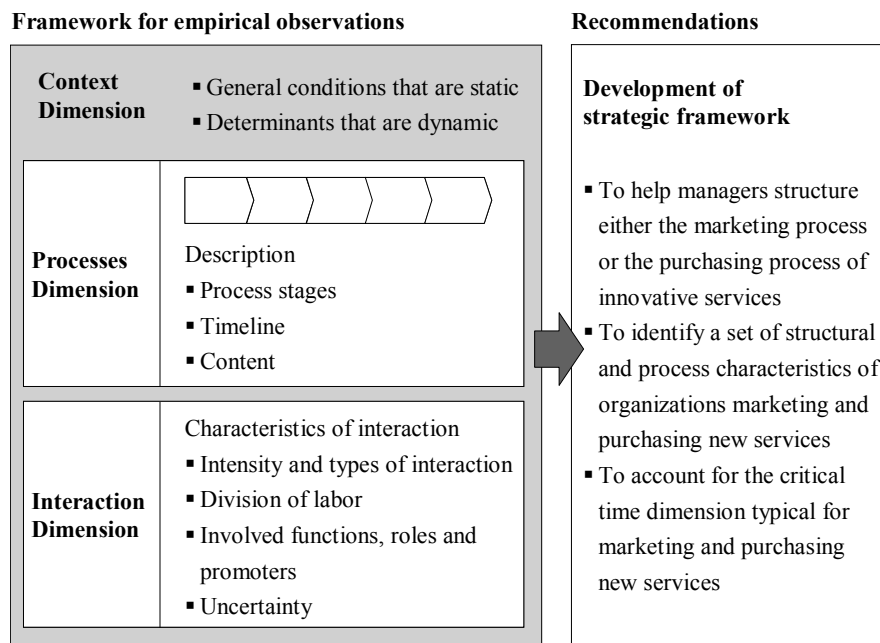 Framework for empirical observations
Context
Dimension
▪ General conditions that are static
▪ Determinants that are dynamic
Processes
Dimension
Description
▪ Process stages
▪ Timeline
▪ Content
Interaction
Dimension
Characteristics of interaction
▪ Intensity and types of interaction
▪ Division of labor
▪ Involved functions, roles and
promoters
▪ Uncertainty
Recommendations
Development of
strategic framework
▪ To help managers structure
either the marketing process
or the purchasing process of
innovative services
▪ To identify a set of structural
and process characteristics of
organizations marketing and
purchasing new services
▪ To account for the critical
time dimension typical for
marketing and purchasing
new services